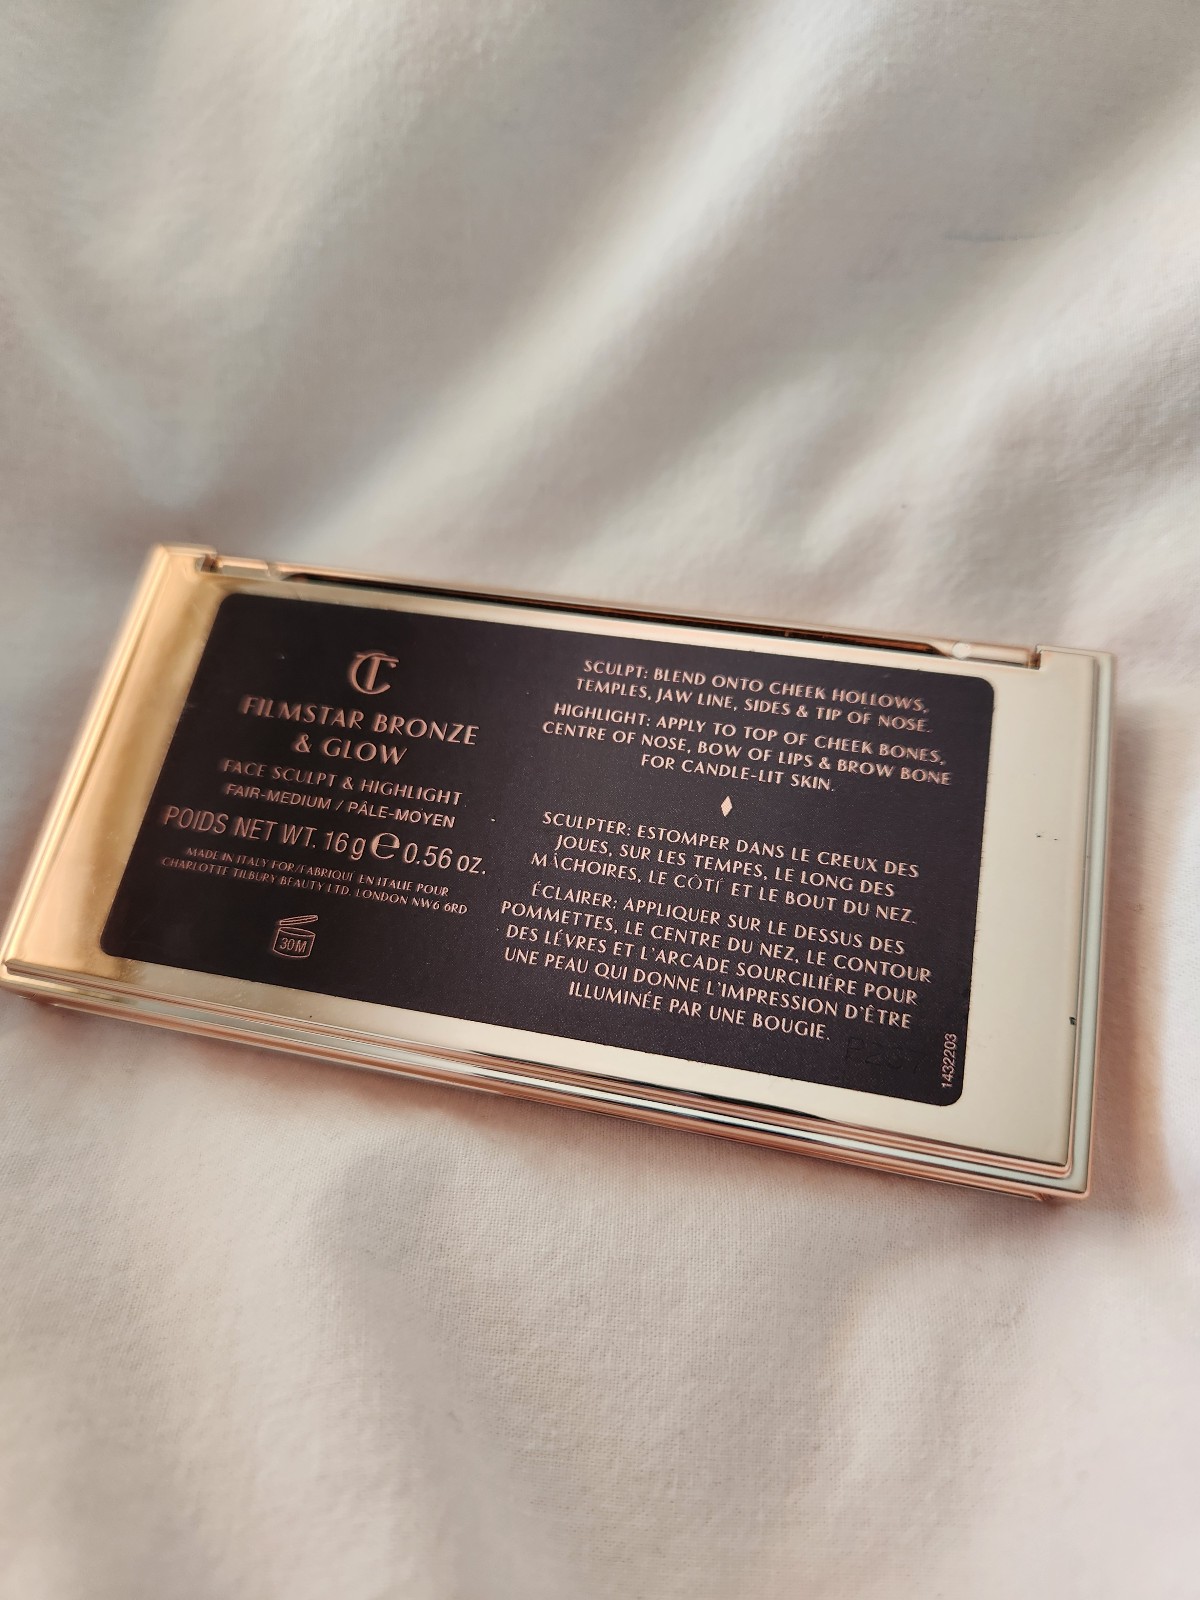 CT
FILMSTAR BRONZE
& GLOW
FACE SCULPT & HIGHLIGHT
FAIR-MEDIUM / PÂLE-MOYEN
POIDS NET WT. 16 g ℮ 0.56 OZ.
MADE IN ITALY FOR/FABRIQUÉ EN ITALIE POUR
CHARLOTTE TILBURY BEAUTY LTD. LONDON NW6 6RD
30M
SCULPT: BLEND ONTO CHEEK HOLLOWS,
TEMPLES, JAW LINE, SIDES & TIP OF NOSE.
HIGHLIGHT: APPLY TO TOP OF CHEEK BONES,
CENTRE OF NOSE, BOW OF LIPS & BROW BONE
FOR CANDLE-LIT SKIN.
SCULPTER: ESTOMPER DANS LE CREUX DES
JOUES, SUR LES TEMPES, LE LONG DES
MÂCHOIRES, LE CÔTÍ ET LE BOUT DU NEZ.
ÉCLAIRER: APPLIQUER SUR LE DESSUS DES
POMMETTES, LE CENTRE DU NEZ, LE CONTOUR
DES LÉVRES ET L'ARCADE SOURCILIÉRE POUR
UNE PEAU QUI DONNE L'IMPRESSION D'ÊTRE
ILLUMINÉE PAR UNE BOUGIE.
1432203